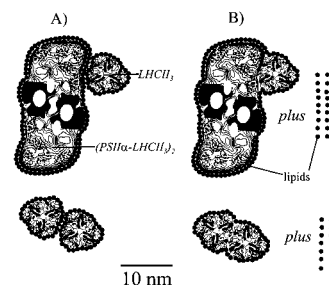 A)
B)
LHCII3
plus
(PSIIα-LHCII3)2
lipids
plus
10 nm